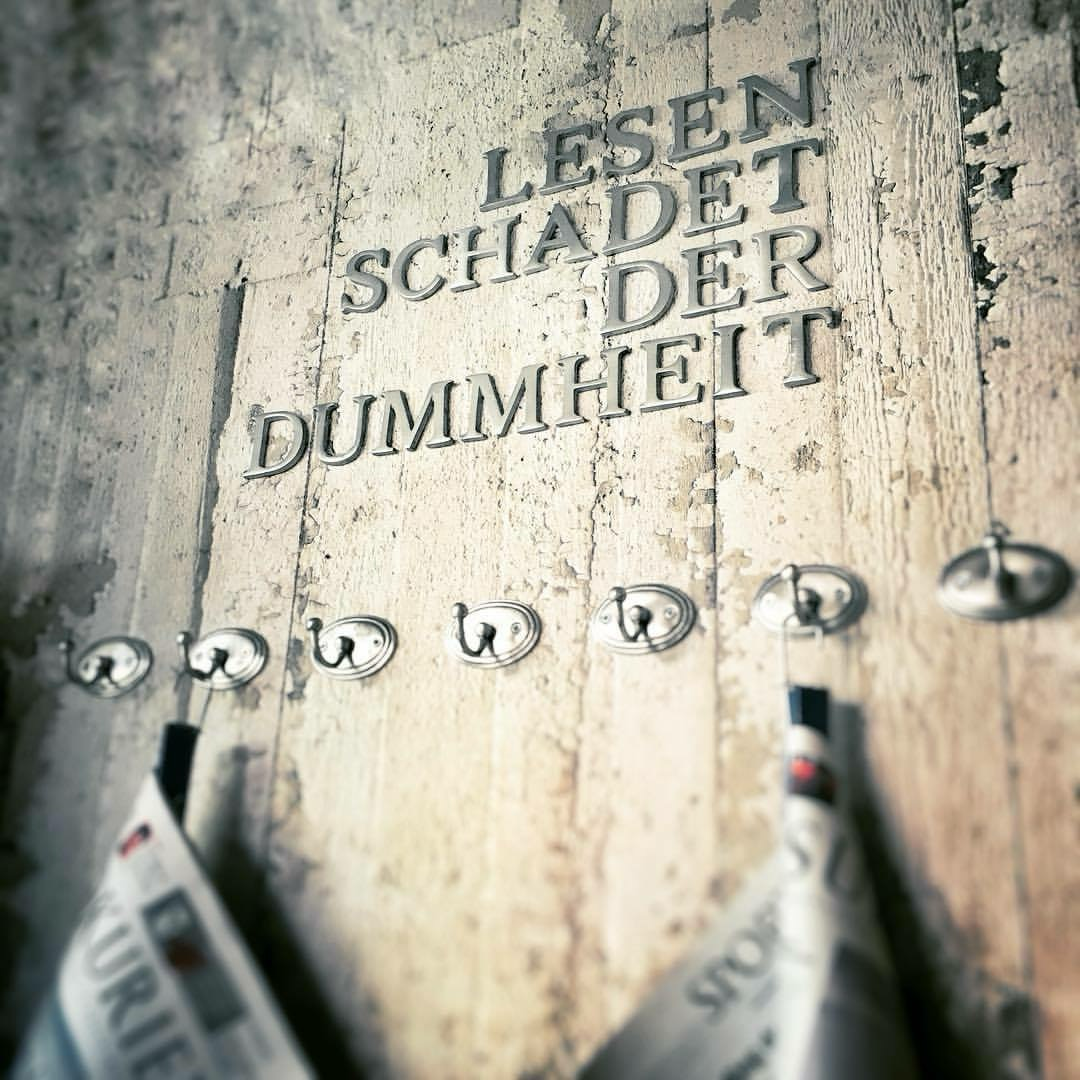 LESEN
SCHADET
DER
DUMMHEIT